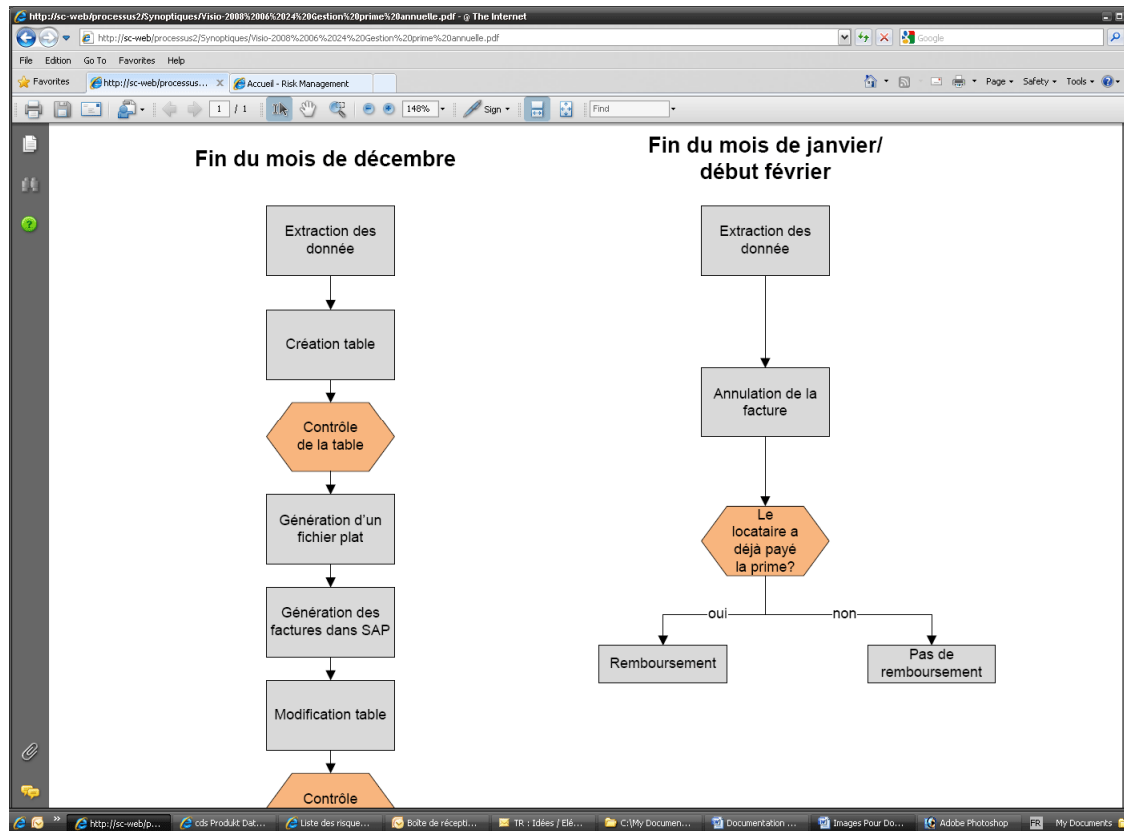 http://sc-web/processus2/Synoptiques/Visio-2008%2006%2024%20Gestion%20prime%20annuelle.pdf - @ The Internet
http://sc-web/processus2/Synoptiques/Visio-2008%2006%2024%20Gestion%20prime%20annuelle.pdf
Google
File Edition Go To Favorites Help
Favorites
http://sc-web/processus... X
Accueil - Risk Management
Page Safety Tools
1 / 1
148%
Sign
Find
Fin du mois de décembre
Extraction des
donnée
Création table
Contrôle
de la table
Génération d'un
fichier plat
Génération des
factures dans SAP
Modification table
Contrôle
Fin du mois de janvier/
début février
Extraction des
donnée
Annulation de la
facture
Le
locataire a
déjà payé
la prime?
oui
non
Remboursement
Pas de
remboursement
http://sc-web/p...
cds Produkt Dat...
Liste des risque...
Boîte de récepti...
TR : Idées / Elé...
C:\My Documen...
Documentation ...
Images Pour Do...
Adobe Photoshop
FR
My Documents